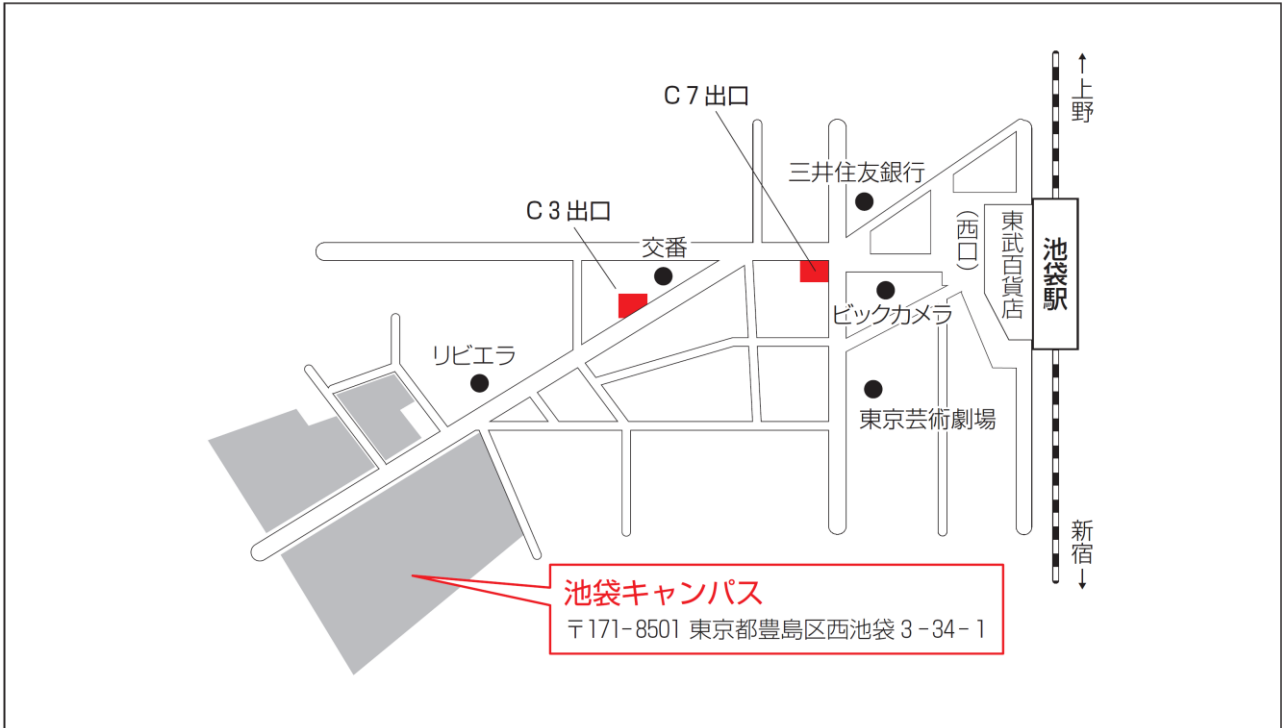 ↑上野
C7出口
三井住友銀行
C3出口
交番
(西口)
東武百貨店
池袋駅
ビックカメラ
リビエラ
東京芸術劇場
新宿↓
池袋キャンパス
〒171-8501 東京都豊島区西池袋3-34-1